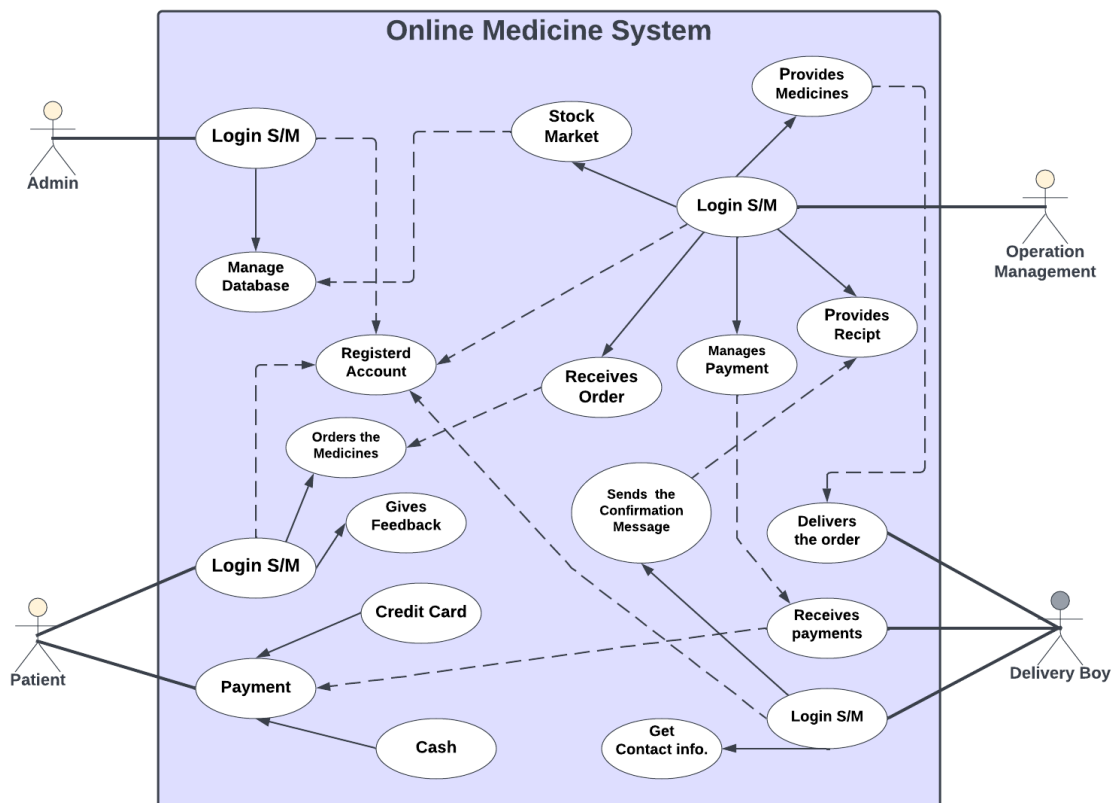 Online Medicine System
Provides
Medicines
Stock
Market
Login S/M
Admin
Login S/M
Operation
Management
Manage
Database
Provides
Recipt
Registerd
Account
Manages
Payment
Receives
Order
Orders the
Medicines
Gives
Feedback
Sends the
Confirmation
Message
Delivers
the order
Login S/M
Credit Card
Receives
payments
Patient
Delivery Boy
Payment
Login S/M
Get
Contact info.
Cash